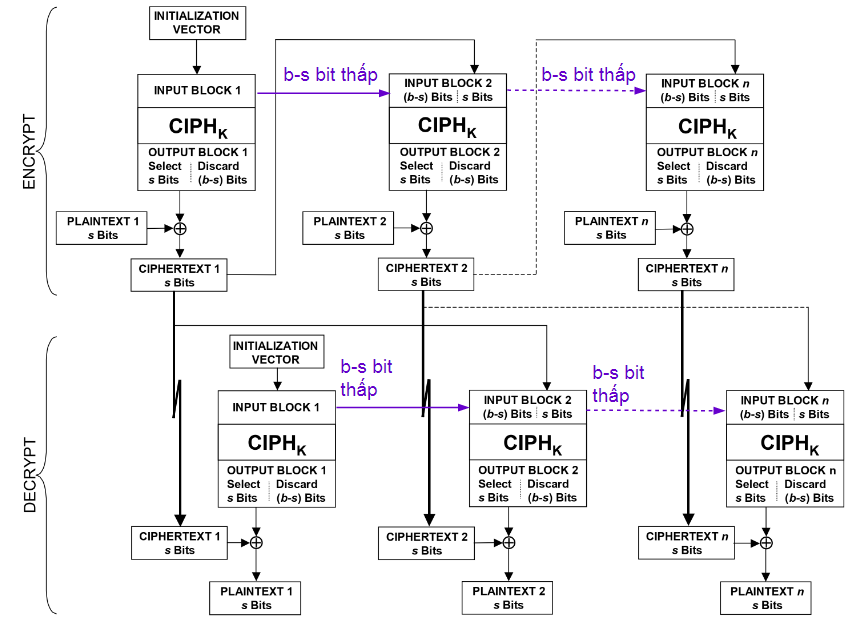 INITIALIZATION
VECTOR
b-s bit thấp
b-s bit thấp
INPUT BLOCK 1
INPUT BLOCK 2
(b-s) Bits s Bits
INPUT BLOCK n
(b-s) Bits s Bits
CIPHK
CIPHK
CIPHK
OUTPUT BLOCK 1
Select Discard
s Bits (b-s) Bits
OUTPUT BLOCK 2
Select Discard
s Bits (b-s) Bits
OUTPUT BLOCK n
Select Discard
s Bits (b-s) Bits
ENCRYPT
PLAINTEXT 1
s Bits
PLAINTEXT 2
s Bits
PLAINTEXT n
s Bits
CIPHERTEXT 1
s Bits
CIPHERTEXT 2
s Bits
CIPHERTEXT n
s Bits
INITIALIZATION
VECTOR
b-s bit
thấp
b-s bit
thấp
INPUT BLOCK 1
INPUT BLOCK 2
(b-s) Bits s Bits
INPUT BLOCK n
(b-s) Bits s Bits
CIPHK
CIPHK
CIPHK
OUTPUT BLOCK 1
Select Discard
s Bits (b-s) Bits
OUTPUT BLOCK 2
Select Discard
s Bits (b-s) Bits
OUTPUT BLOCK n
Select Discard
s Bits (b-s) Bits
DECRYPT
CIPHERTEXT 1
s Bits
CIPHERTEXT 2
s Bits
CIPHERTEXT n
s Bits
PLAINTEXT 1
s Bits
PLAINTEXT 2
s Bits
PLAINTEXT n
s Bits